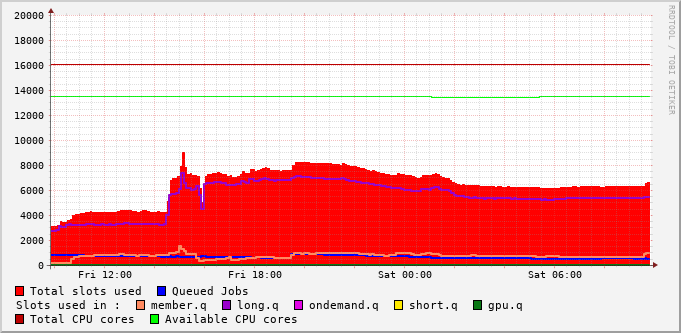 RRDTOOL / TOBI OETIKER
20000
18000
16000
14000
12000
10000
8000
6000
4000
2000
0
Fri 12:00 Fri 18:00 Sat 00:00 Sat 06:00
Total slots used Queued Jobs
Slots used in : member.q long.q ondemand.q short.q gpu.q
Total CPU cores Available CPU cores